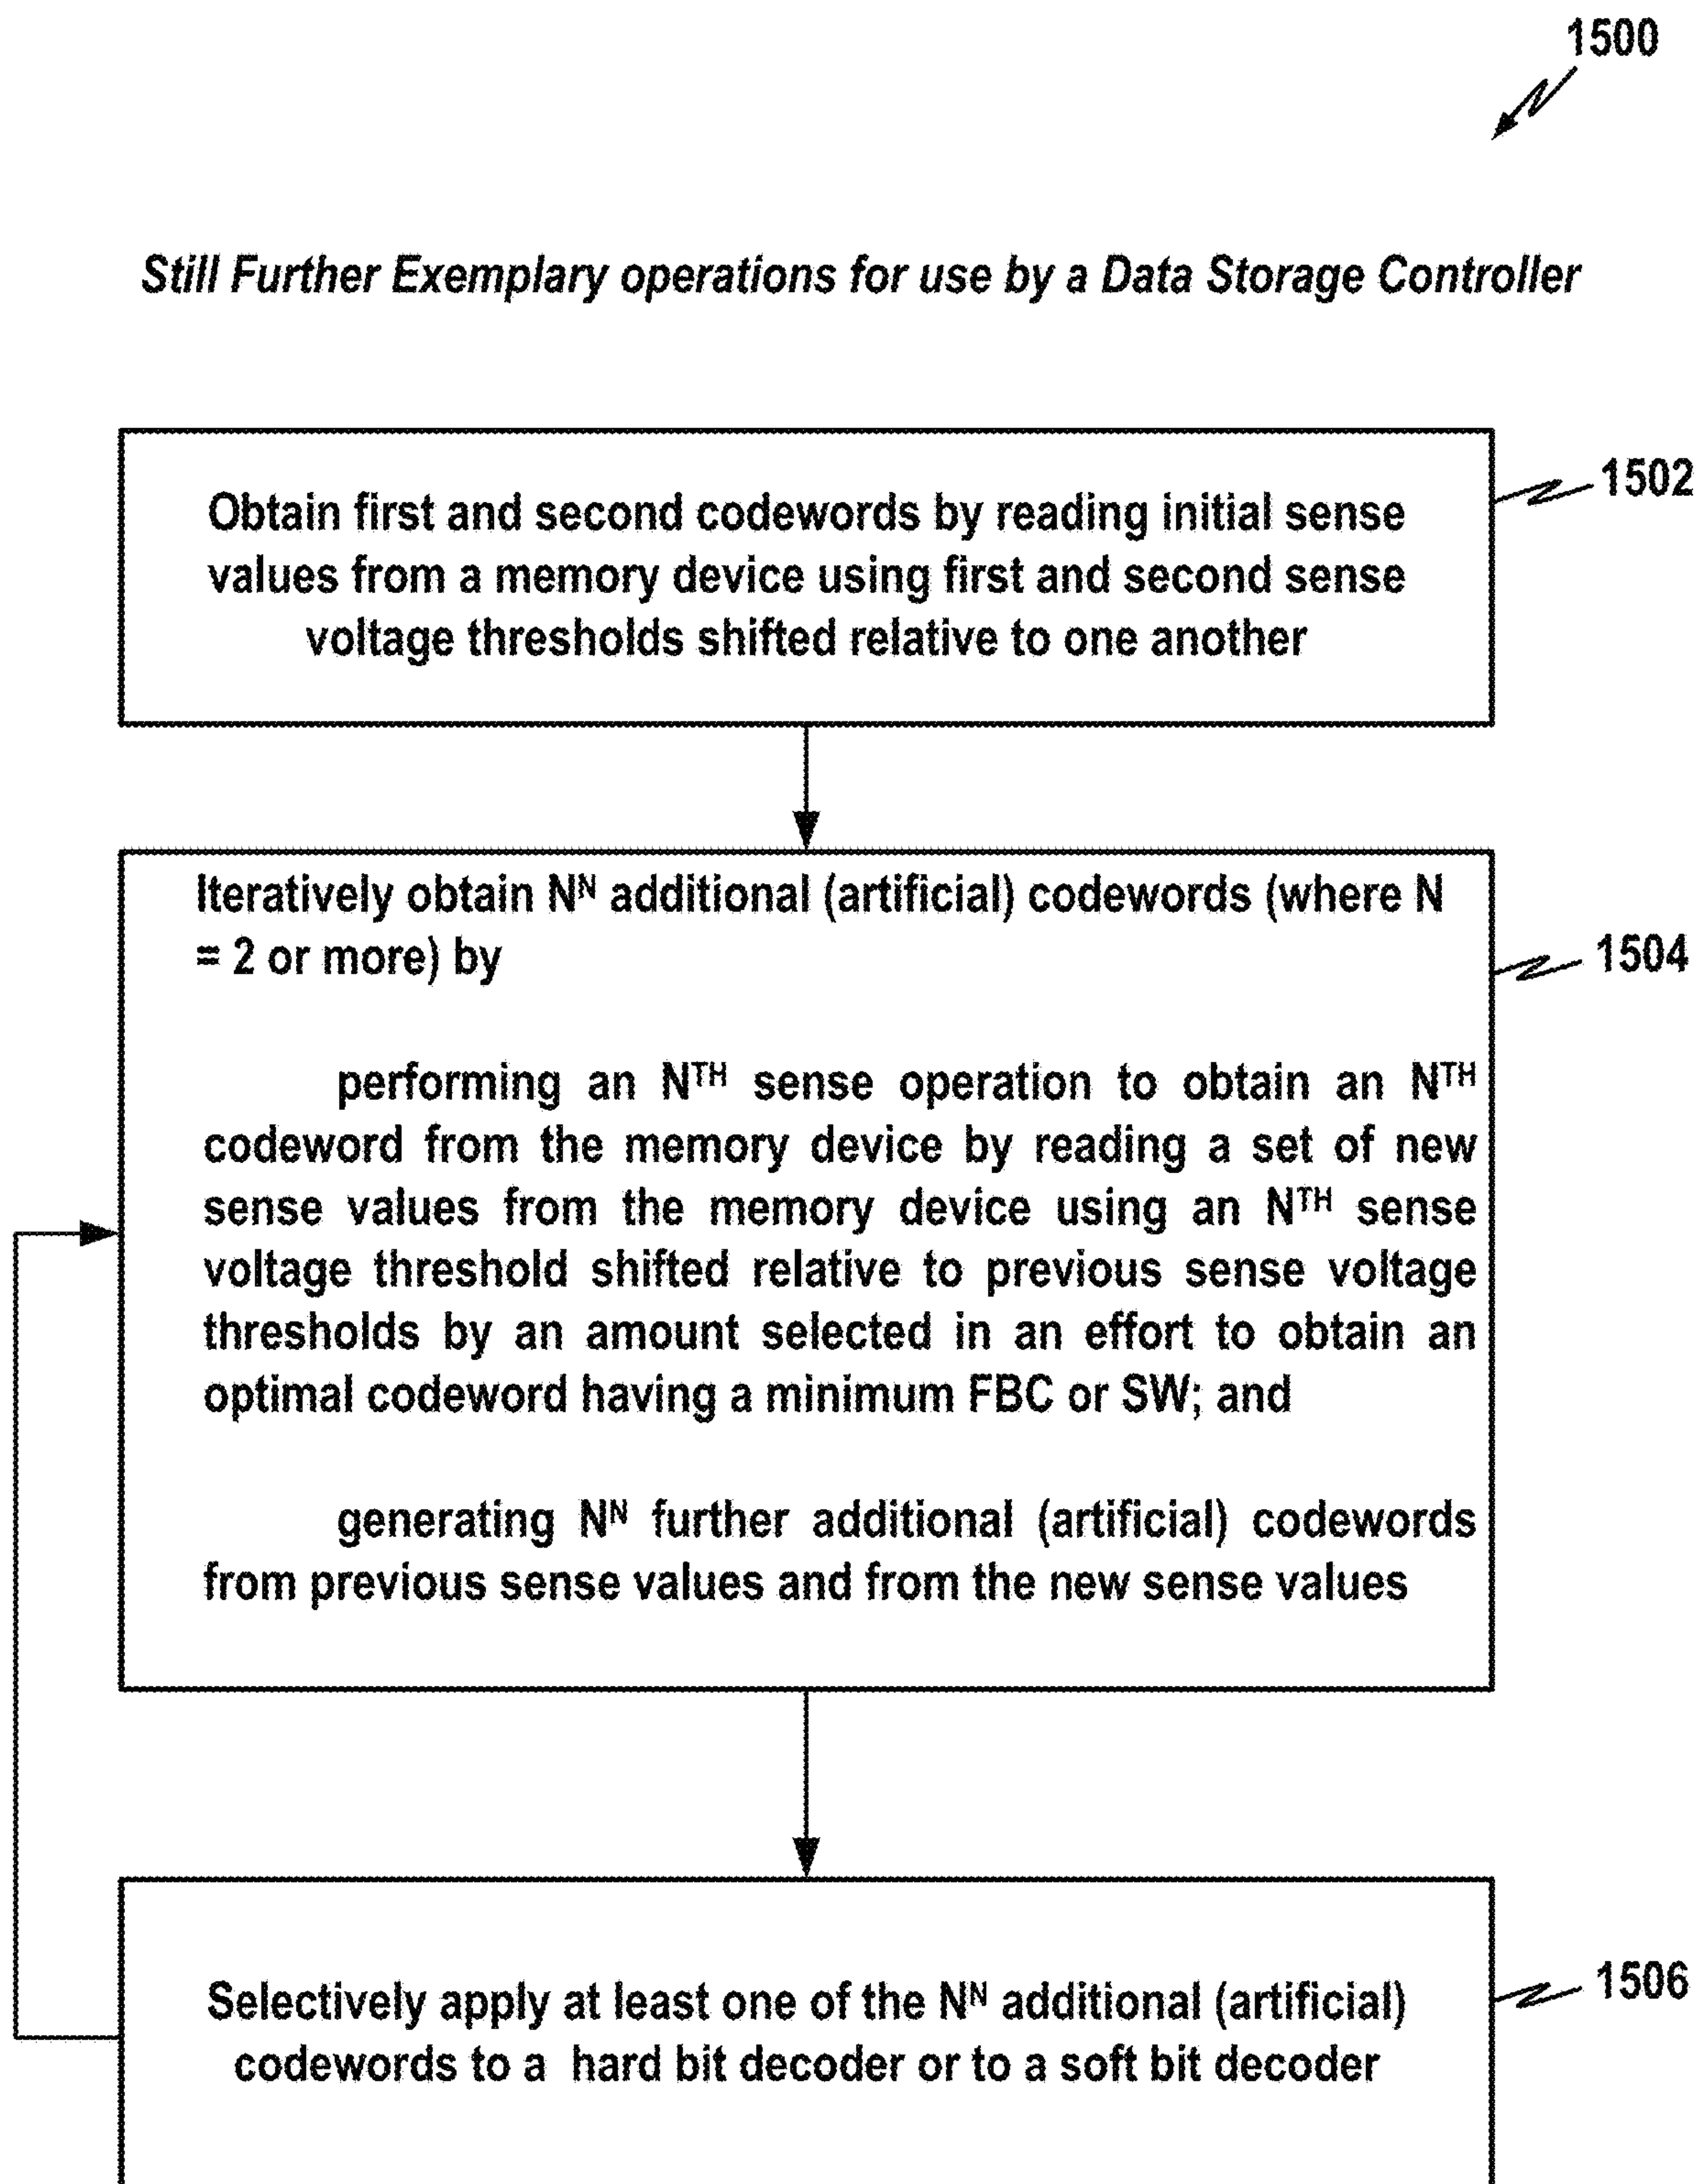 1500
Still Further Exemplary operations for use by a Data Storage Controller
1502
Obtain first and second codewords by reading initial sense
values from a memory device using first and second sense
voltage thresholds shifted relative to one another
Iteratively obtain Nᴺ additional (artificial) codewords (where N
= 2 or more) by
1504
performing an Nᵀᴴ sense operation to obtain an Nᵀᴴ
codeword from the memory device by reading a set of new
sense values from the memory device using an Nᵀᴴ sense
voltage threshold shifted relative to previous sense voltage
thresholds by an amount selected in an effort to obtain an
optimal codeword having a minimum FBC or SW; and
generating Nᴺ further additional (artificial) codewords
from previous sense values and from the new sense values
1506
Selectively apply at least one of the Nᴺ additional (artificial)
codewords to a hard bit decoder or to a soft bit decoder